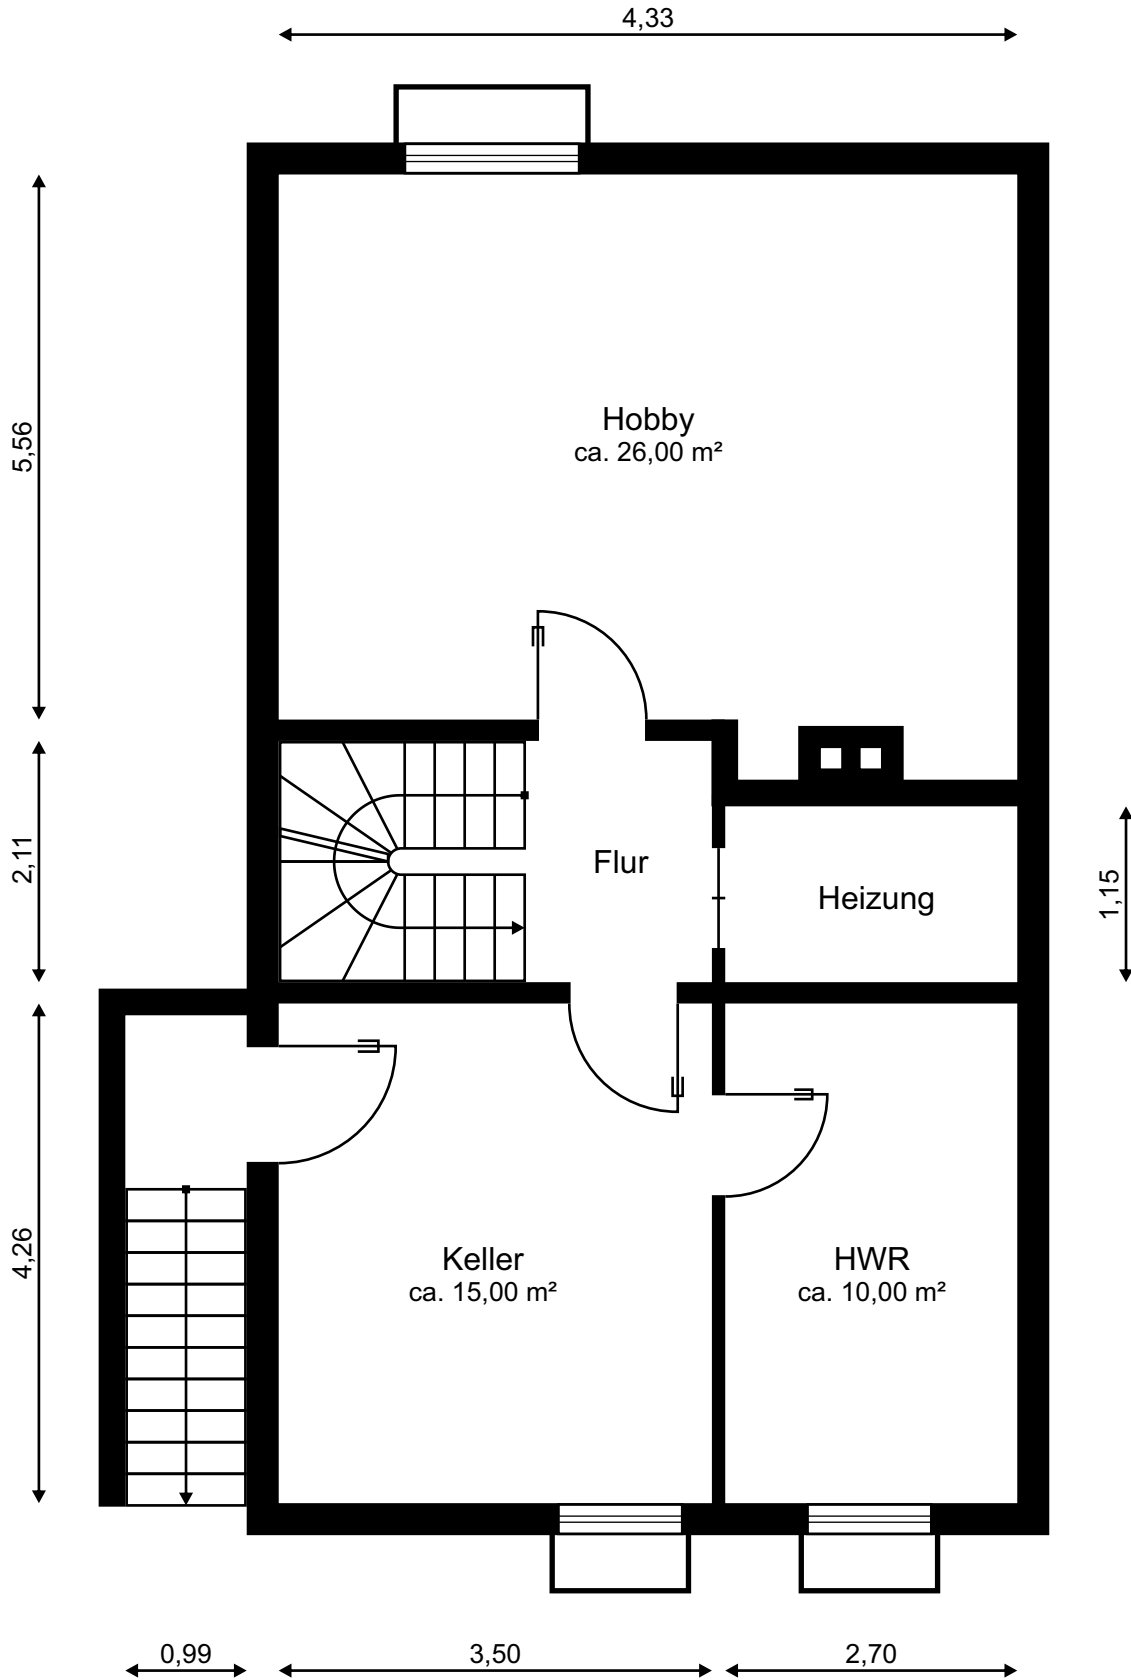 4,33
5,56
Hobby
ca. 26,00 m²
2,11
Flur
Heizung
1,15
4,26
Keller
ca. 15,00 m²
HWR
ca. 10,00 m²
0,99
3,50
2,70